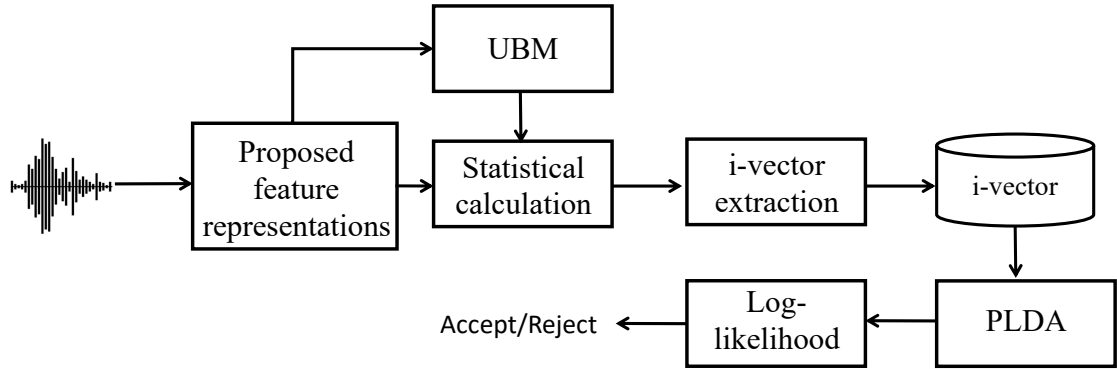 UBM
Proposed
feature
representations
Statistical
calculation
i-vector
extraction
i-vector
Accept/Reject
Log-
likelihood
PLDA